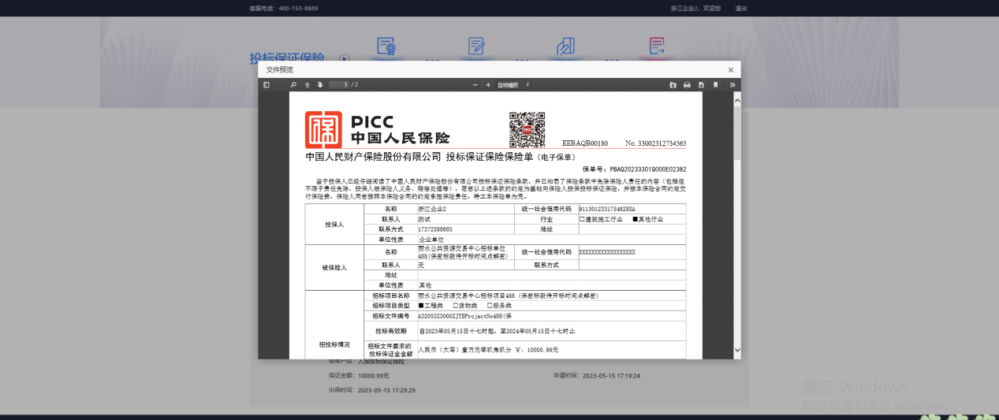 客服电话：400-153-8889
浙江企业2，欢迎您 退出
投标保证保险
文件预览
1 / 2
自动缩放
PICC
中国人民保险
EEBAQB00180 No.33002312734565
中国人民财产保险股份有限公司 投标保证保险保险单（电子保单）
保单号：PBAQ20233301Q000E02382
鉴于投保人已经仔细阅读了中国人民财产保险股份有限公司投标保证保险条款，并已知悉了保险条款中免除保险人责任的内容（包括但
不限于责任免除、投保人被保险人义务、赔偿处理等），愿意以上述条款的约定为基础向保险人投保投标保证保险，并按本保险合同约定交
付保险费，保险人同意按照本保险合同的约定承担保险责任，特立本保险单为凭。
投保人
名称 浙江企业2 统一社会信用代码 9113012331754628XA
联系人 测试 行业 □建筑施工行业 ■其他行业
联系方式 17372588685 地址
单位性质 企业单位
被保险人
名称 丽水公共资源交易中心招标单位
488(保密标段待开标时间点解密) 统一社会信用代码 XXXXXXXXXXXXXXXXXX
联系人 无 联系方式
地址
单位性质 其他
招投标情况
招标项目名称 丽水公共资源交易中心招标项目488 (保密标段待开标时间点解密)
招标项目类型 ■工程类 □货物类 □服务类
招标文件编号 A3205323000ZJTBProjectNo488(保
投标有效期 自2023年05月15日十七时起，至2024年05月15日十七时止
招标文件要求的
投标保证金金额 人民币（大写）壹万元零玖角玖分 ￥：10000.99元
保单产品：人保投标保证保险
保证金额：10000.99元 申请时间：2023-05-15 17:19:24
出函时间：2023-05-15 17:29:29
激活 Windows
转到"设置"以激活 Windows。